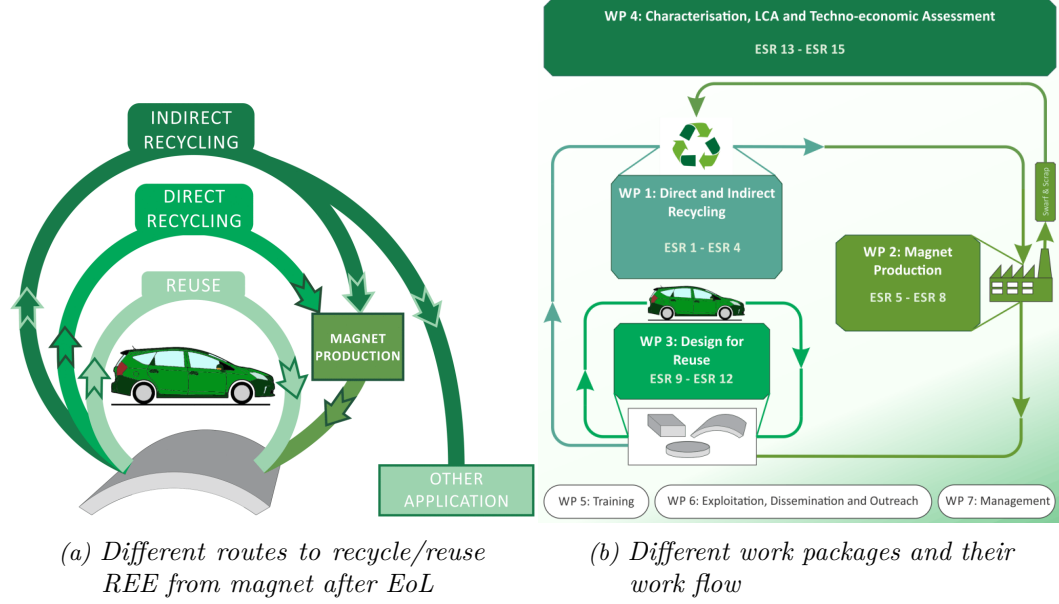 INDIRECT
RECYCLING
DIRECT
RECYCLING
REUSE
MAGNET
PRODUCTION
OTHER
APPLICATION
(a) Different routes to recycle/reuse
REE from magnet after EoL
WP 4: Characterisation, LCA and Techno-economic Assessment
ESR 13 - ESR 15
WP 1: Direct and Indirect
Recycling
ESR 1 - ESR 4
Swarf & Scrap
WP 2: Magnet
Production
ESR 5 - ESR 8
WP 3: Design for
Reuse
ESR 9 - ESR 12
WP 5: Training
WP 6: Exploitation, Dissemination and Outreach
WP 7: Management
(b) Different work packages and their
work flow